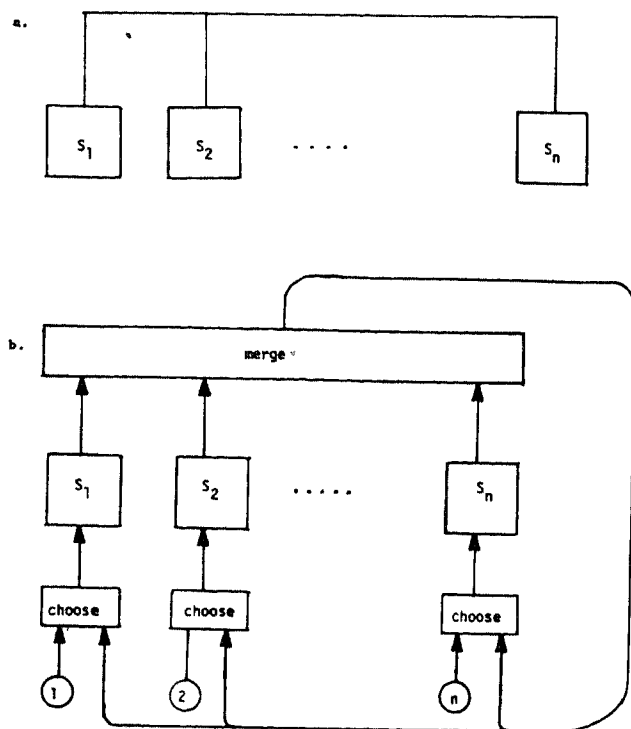 a.
S1 S2 . . . . Sn
b.
merge
S1 S2 ..... Sn
choose choose choose
1 2 n